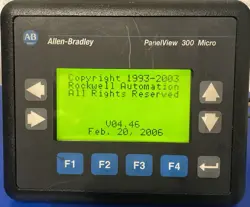 AB Allen-Bradley PanelView 300 Micro
Copyright 1993-2003
Rockwell Automation
All Rights Reserved
V04.46
Feb. 20, 2006
F1 F2 F3 F4